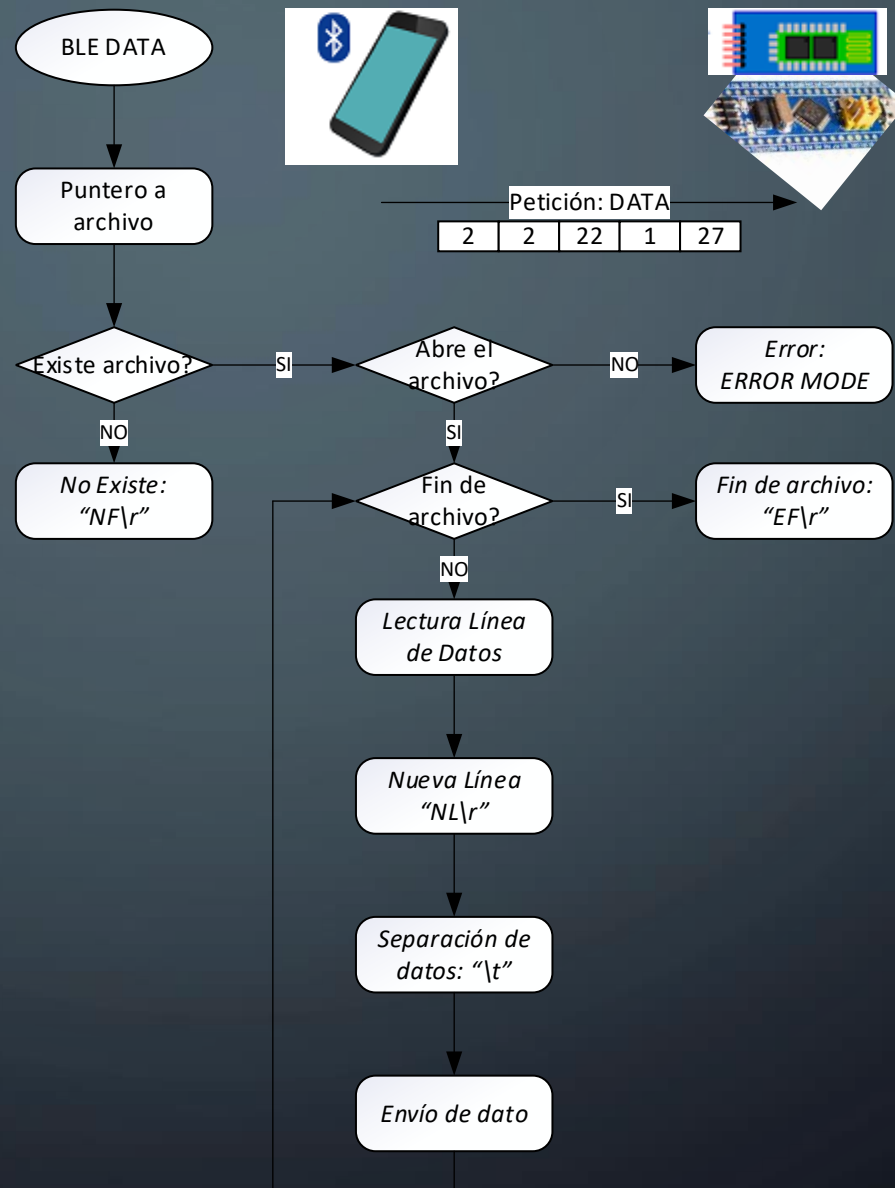 BLE DATA
Puntero a
archivo
Petición: DATA
2 2 22 1 27
Existe archivo?
SI
Abre el
archivo?
NO
Error:
ERROR MODE
NO
SI
No Existe:
“NF\r”
Fin de
archivo?
SI
Fin de archivo:
“EF\r”
NO
Lectura Línea
de Datos
Nueva Línea
“NL\r”
Separación de
datos: “\t”
Envío de dato